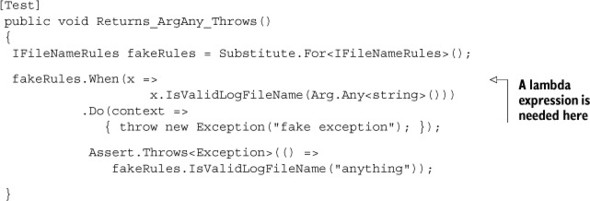 [Test]
public void Returns_ArgAny_Throws()
{
IFileNameRules fakeRules = Substitute.For<IFileNameRules>();
fakeRules.When(x =>
x.IsValidLogFileName(Arg.Any<string>()))
.Do(context =>
{ throw new Exception("fake exception"); });
Assert.Throws<Exception>(() =>
fakeRules.IsValidLogFileName("anything"));
}
A lambda
expression is
needed here